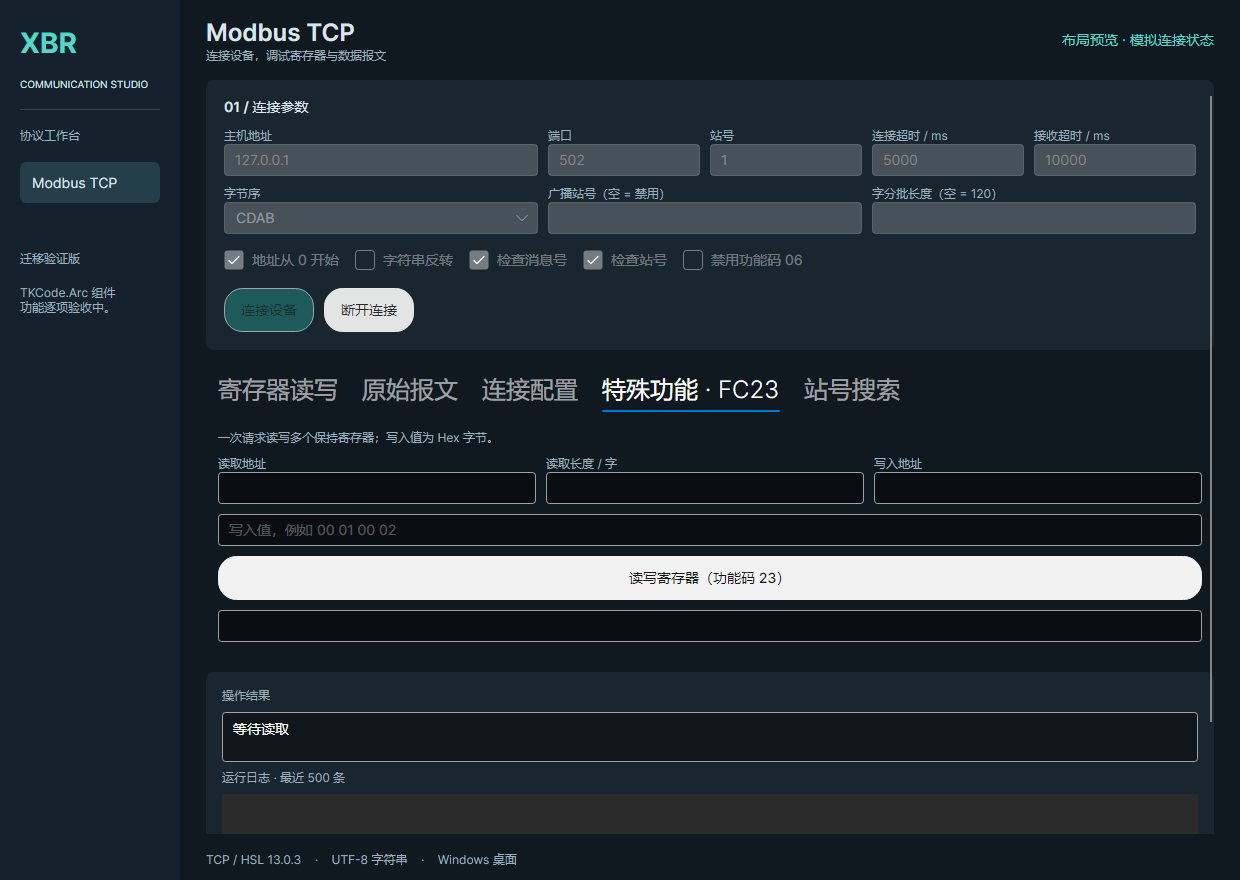 XBR
COMMUNICATION STUDIO
协议工作台
Modbus TCP
迁移验证版
TKCode.Arc 组件
功能逐项验收中。
Modbus TCP
连接设备，调试寄存器与数据报文
布局预览 · 模拟连接状态
01 / 连接参数
主机地址 端口 站号 连接超时 / ms 接收超时 / ms
127.0.0.1 502 1 5000 10000
字节序 广播站号（空 = 禁用） 字分批长度（空 = 120）
CDAB
地址从 0 开始 字符串反转 检查消息号 检查站号 禁用功能码 06
连接设备 断开连接
寄存器读写 原始报文 连接配置 特殊功能 · FC23 站号搜索
一次请求读写多个保持寄存器；写入值为 Hex 字节。
读取地址 读取长度 / 字 写入地址
写入值，例如 00 01 00 02
读写寄存器（功能码 23）
操作结果
等待读取
运行日志 · 最近 500 条
TCP / HSL 13.0.3 · UTF-8 字符串 · Windows 桌面